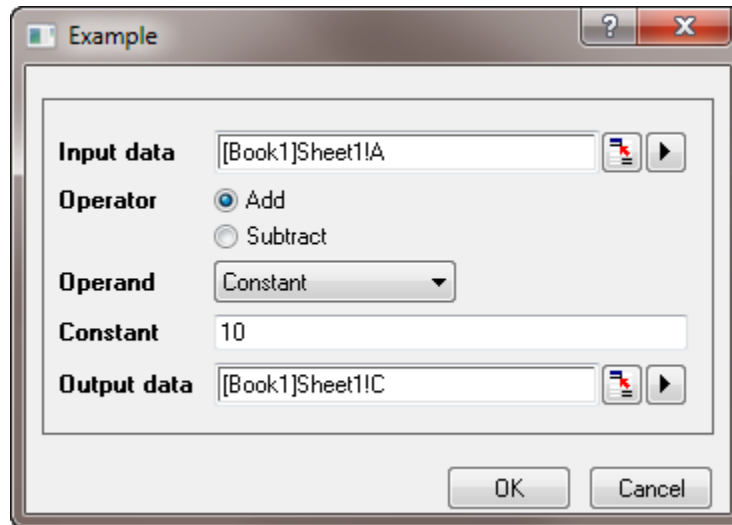 Example
?
Input data [Book1]Sheet1!A
Operator Add
Subtract
Operand Constant
Constant 10
Output data [Book1]Sheet1!C
OK Cancel